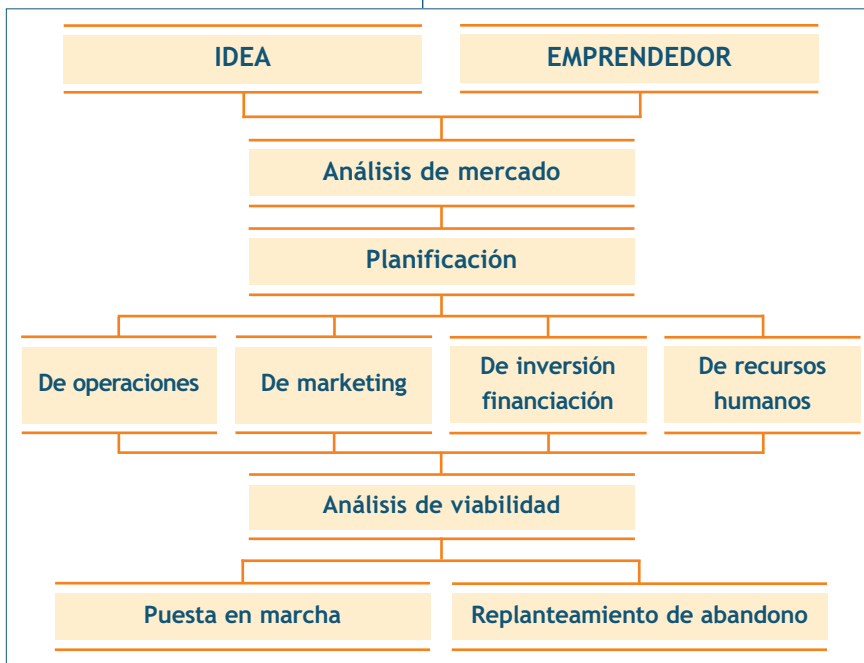 IDEA
EMPRENDEDOR
Análisis de mercado
Planificación
De operaciones
De marketing
De inversión
financiación
De recursos
humanos
Análisis de viabilidad
Puesta en marcha
Replanteamiento de abandono